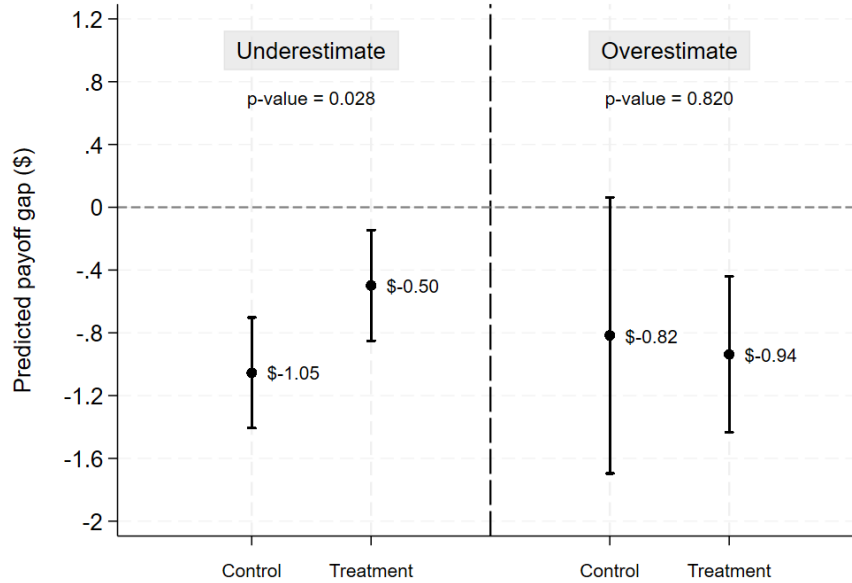 Predicted payoff gap ($)
1.2
.8
.4
0
-.4
-.8
-1.2
-1.6
-2
Underestimate
p-value = 0.028
$-1.05
$-0.50
Control
Treatment
Overestimate
p-value = 0.820
$-0.82
$-0.94
Control
Treatment